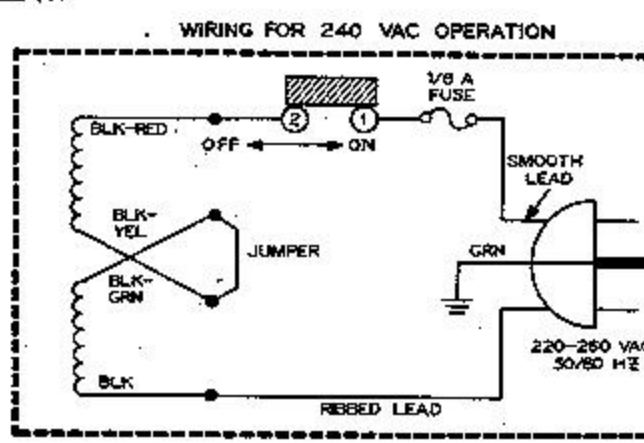 WIRING FOR 240 VAC OPERATION
1/8 A
FUSE
BLK-RED
2
1
OFF
ON
SMOOTH
LEAD
BLK-
YEL
JUMPER
GRN
BLK-
GRN
220-260 VAC
50/60 HZ
BLK
RIBBED LEAD